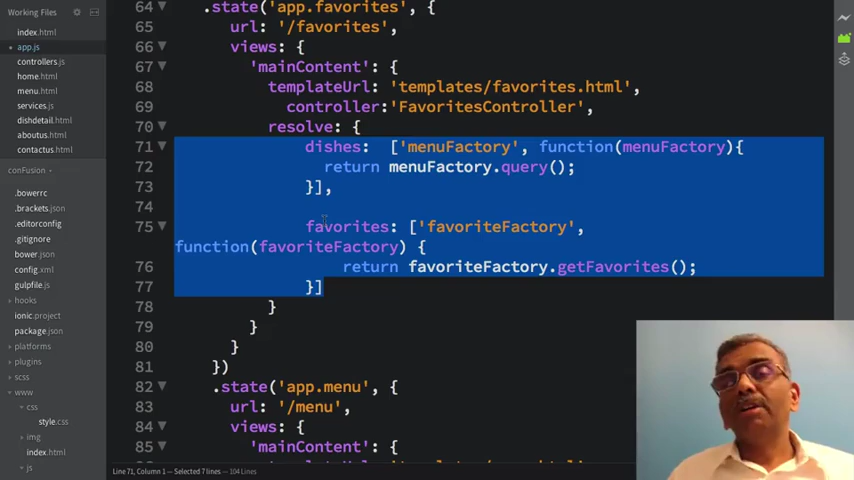 Working Files
index.html
app.js
controllers.js
home.html
menu.html
services.js
dishdetail.html
aboutus.html
contactus.html
conFusion
.bowerrc
.brackets.json
.editorconfig
.gitignore
bower.json
config.xml
gulpfile.js
hooks
ionic.project
package.json
platforms
plugins
scss
www
css
style.css
img
index.html
js
64 .state('app.favorites', {
65 url: '/favorites',
66 views: {
67 'mainContent': {
68 templateUrl: 'templates/favorites.html',
69 controller:'FavoritesController',
70 resolve: {
71 dishes: ['menuFactory', function(menuFactory){
72 return menuFactory.query();
73 }],
74
75 favorites: ['favoriteFactory',
function(favoriteFactory) {
76 return favoriteFactory.getFavorites();
77 }]
78 }
79 }
80 }
81 })
82 .state('app.menu', {
83 url: '/menu',
84 views: {
85 'mainContent': {
Line 71, Column 1 — Selected 7 lines — 104 Lines